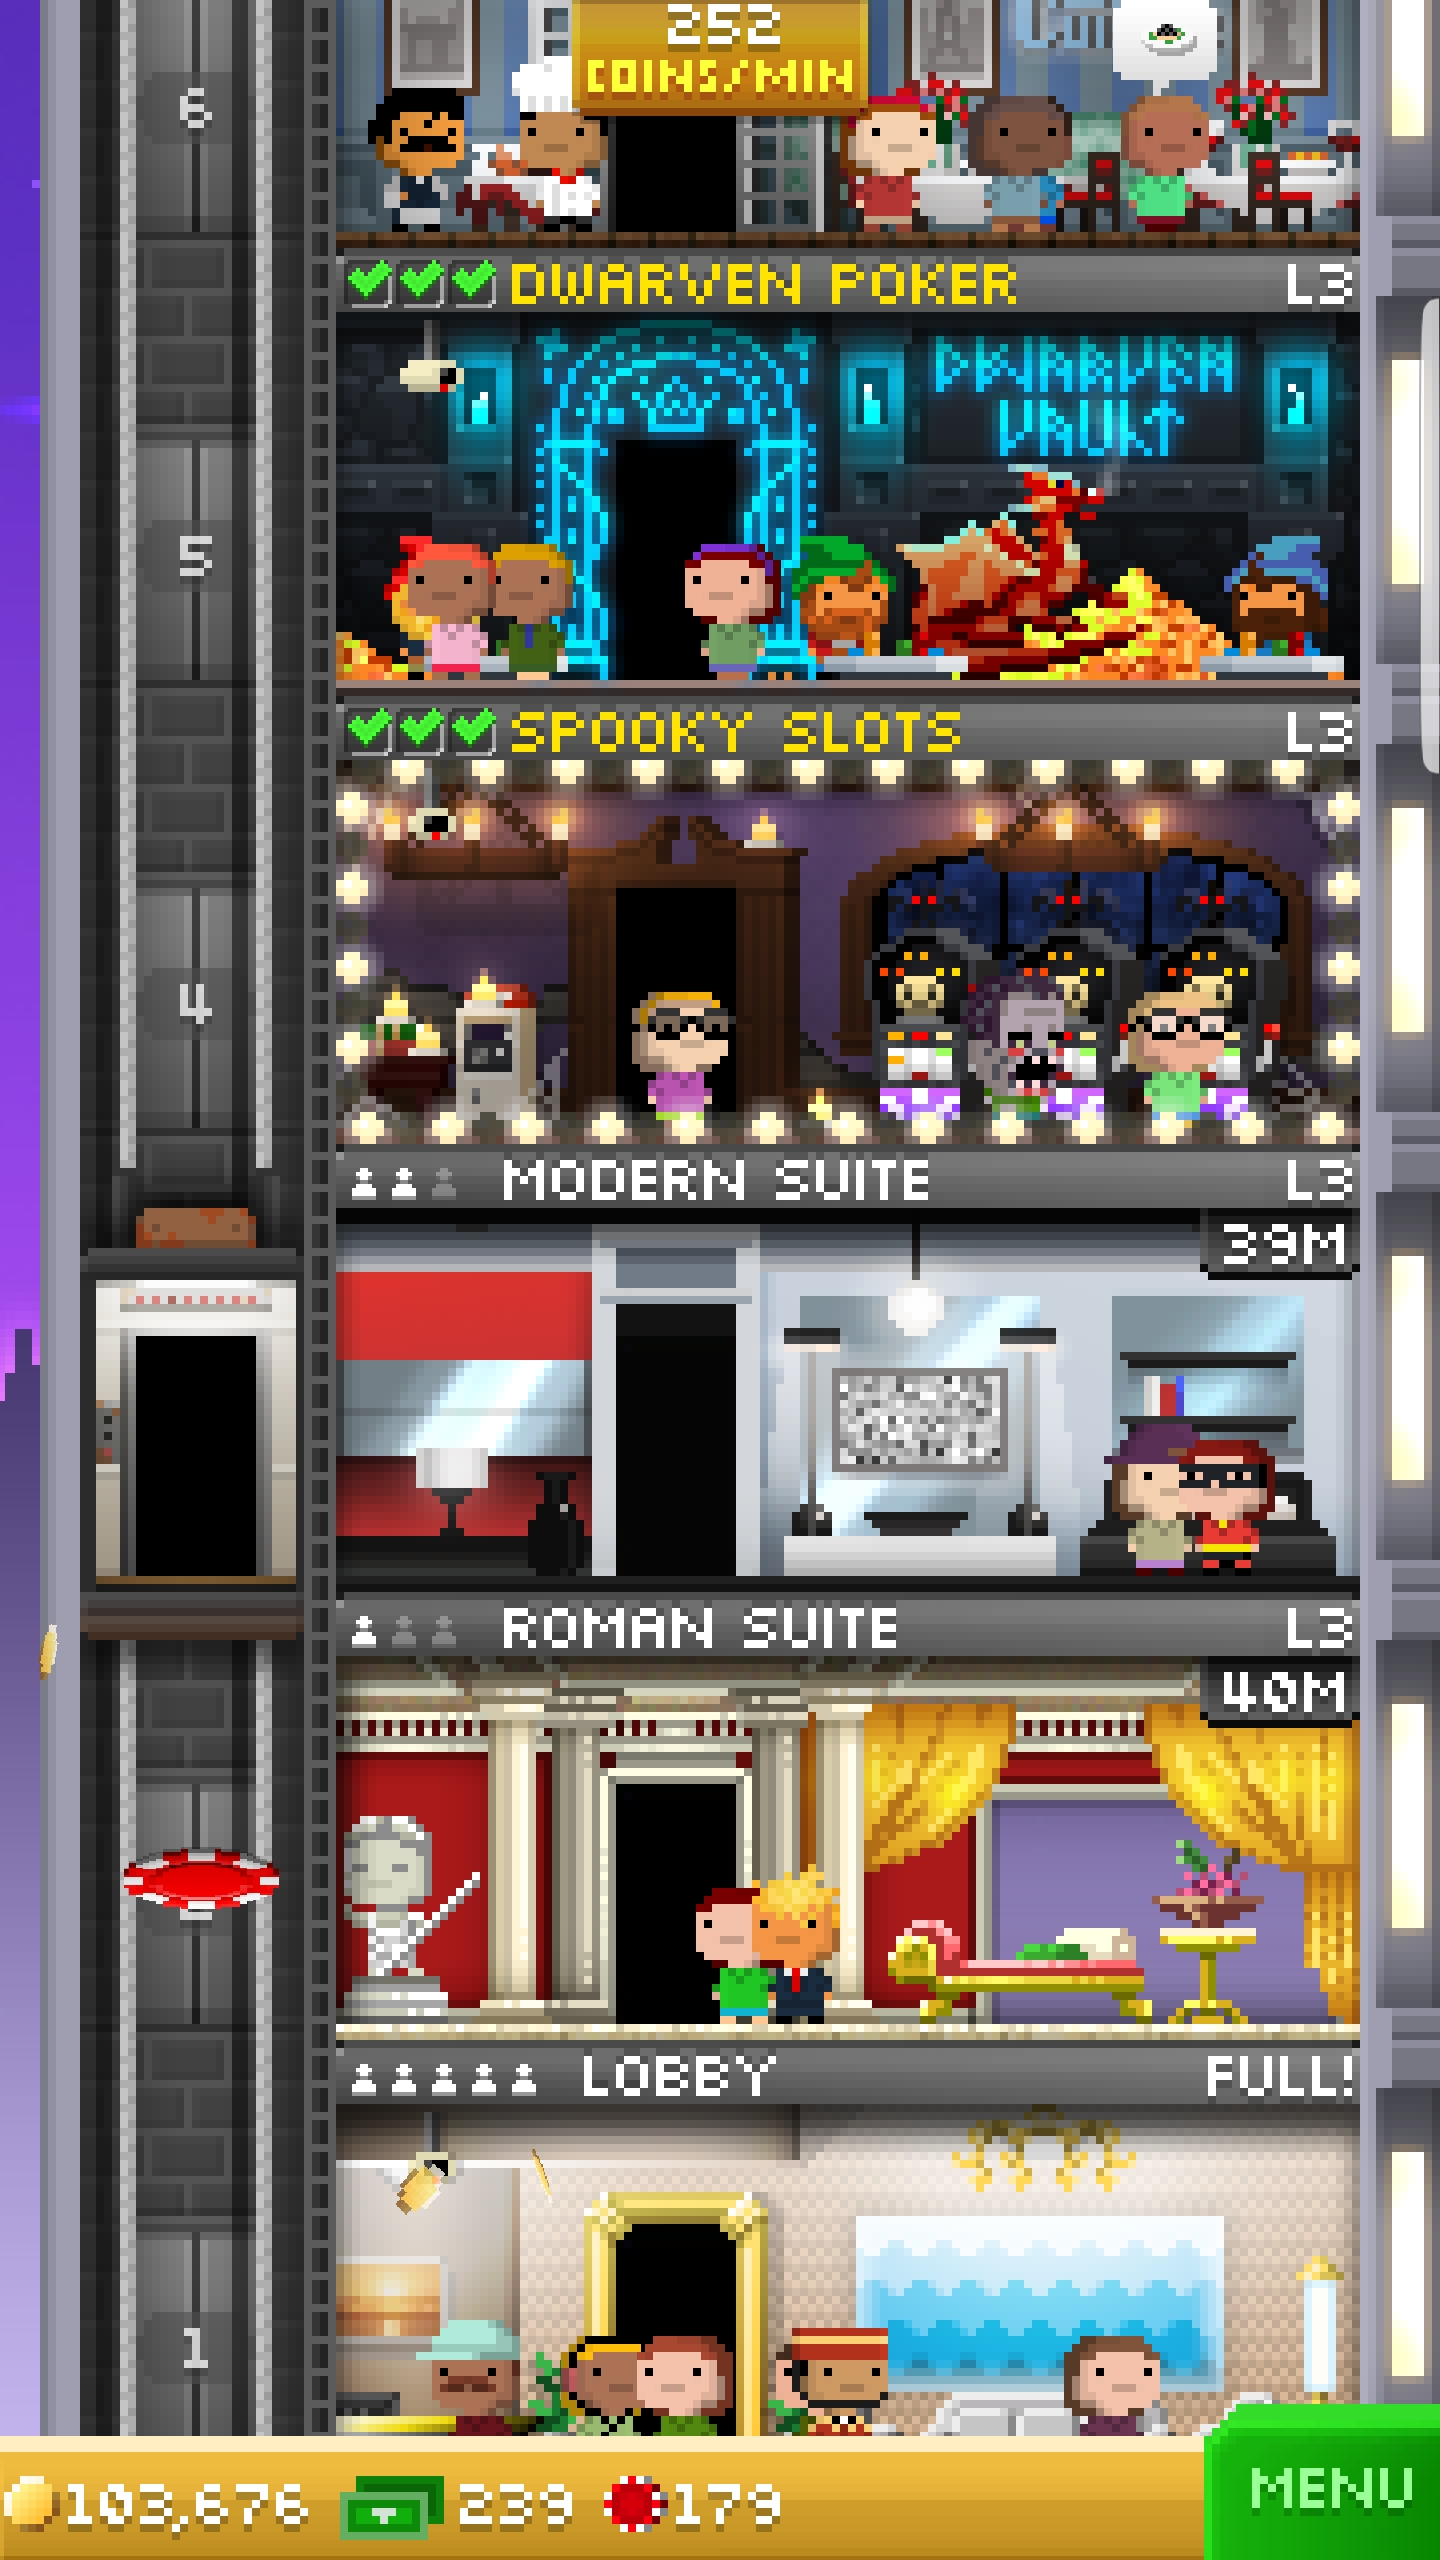 252
COINS/MIN
6
DWARVEN POKER L3
DWARVEN
VAULT
5
SPOOKY SLOTS L3
4
MODERN SUITE L3
39M
ROMAN SUITE L3
40M
LOBBY FULL!
1
103,676 239 179
MENU